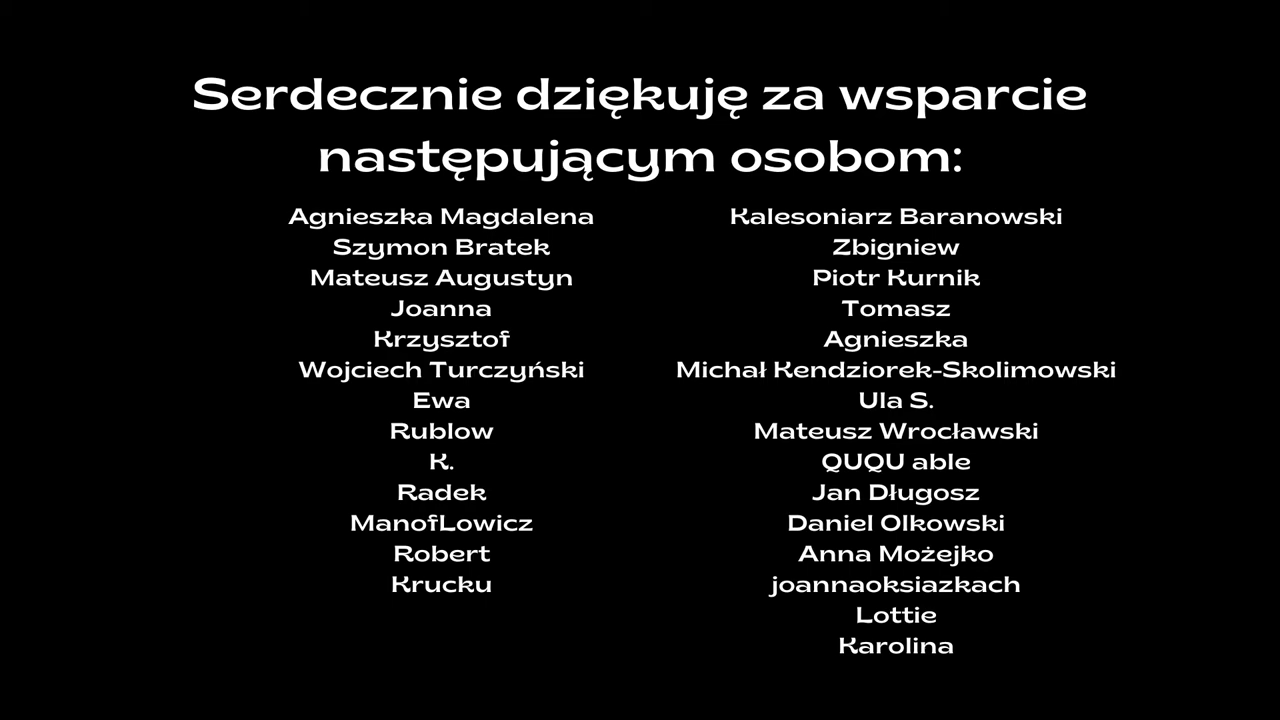 Serdecznie dziękuję za wsparcie
następującym osobom:
Agnieszka Magdalena
Szymon Bratek
Mateusz Augustyn
Joanna
Krzysztof
Wojciech Turczyński
Ewa
Rublow
K.
Radek
ManofLowicz
Robert
Krucku
Kalesoniarz Baranowski
Zbigniew
Piotr Kurnik
Tomasz
Agnieszka
Michał Kendziorek-Skolimowski
Ula S.
Mateusz Wrocławski
QUQU able
Jan Długosz
Daniel Olkowski
Anna Możejko
joannaoksiazkach
Lottie
Karolina